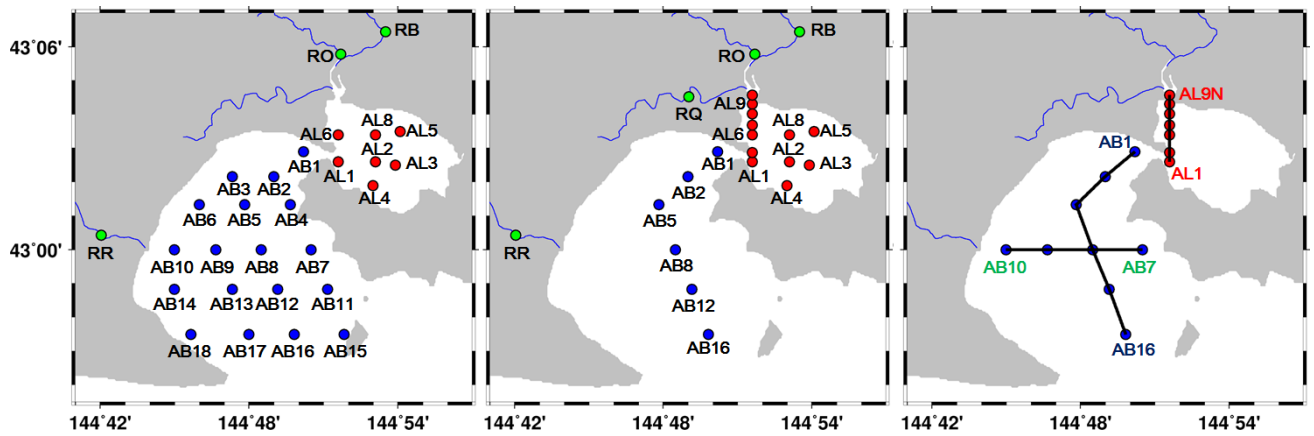 43°06'
43°00'
RB
RO
AL8
AL6
AL5
AB1
AL2
AL1
AL3
AB3
AB2
AL4
AB6
AB5
AB4
RR
AB10
AB9
AB8
AB7
AB14
AB13
AB12
AB11
AB18
AB17
AB16
AB15
144°42'
144°48'
144°54'
RB
RO
RQ
AL9
AL8
AL6
AL5
AB1
AL2
AL1
AL3
AB2
AL4
AB5
RR
AB8
AB12
AB16
144°42'
144°48'
144°54'
AL9N
AB1
AL1
AB10
AB7
AB16
144°42'
144°48'
144°54'